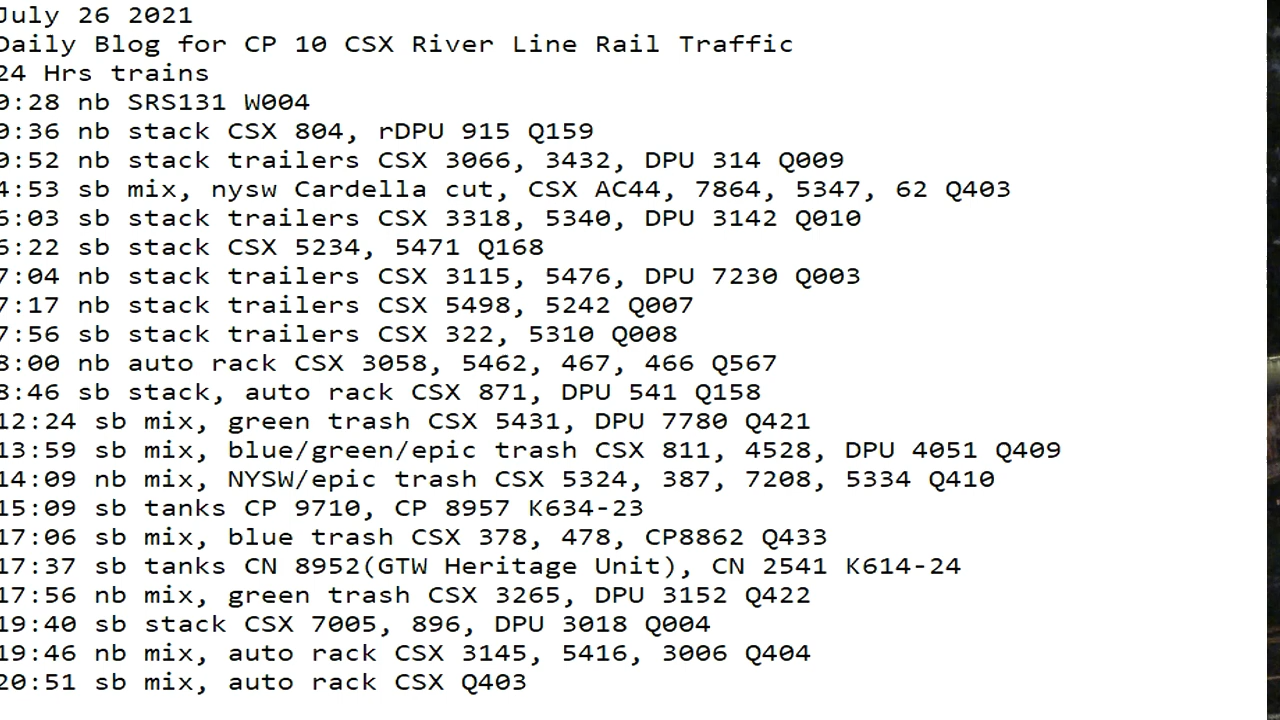 July 26 2021
Daily Blog for CP 10 CSX River Line Rail Traffic
24 Hrs trains
0:28 nb SRS131 W004
0:36 nb stack CSX 804, rDPU 915 Q159
0:52 nb stack trailers CSX 3066, 3432, DPU 314 Q009
4:53 sb mix, nysw Cardella cut, CSX AC44, 7864, 5347, 62 Q403
6:03 sb stack trailers CSX 3318, 5340, DPU 3142 Q010
6:22 sb stack CSX 5234, 5471 Q168
7:04 nb stack trailers CSX 3115, 5476, DPU 7230 Q003
7:17 nb stack trailers CSX 5498, 5242 Q007
7:56 sb stack trailers CSX 322, 5310 Q008
8:00 nb auto rack CSX 3058, 5462, 467, 466 Q567
8:46 sb stack, auto rack CSX 871, DPU 541 Q158
12:24 sb mix, green trash CSX 5431, DPU 7780 Q421
13:59 sb mix, blue/green/epic trash CSX 811, 4528, DPU 4051 Q409
14:09 nb mix, NYSW/epic trash CSX 5324, 387, 7208, 5334 Q410
15:09 sb tanks CP 9710, CP 8957 K634-23
17:06 sb mix, blue trash CSX 378, 478, CP8862 Q433
17:37 sb tanks CN 8952(GTW Heritage Unit), CN 2541 K614-24
17:56 nb mix, green trash CSX 3265, DPU 3152 Q422
19:40 sb stack CSX 7005, 896, DPU 3018 Q004
19:46 nb mix, auto rack CSX 3145, 5416, 3006 Q404
20:51 sb mix, auto rack CSX Q403